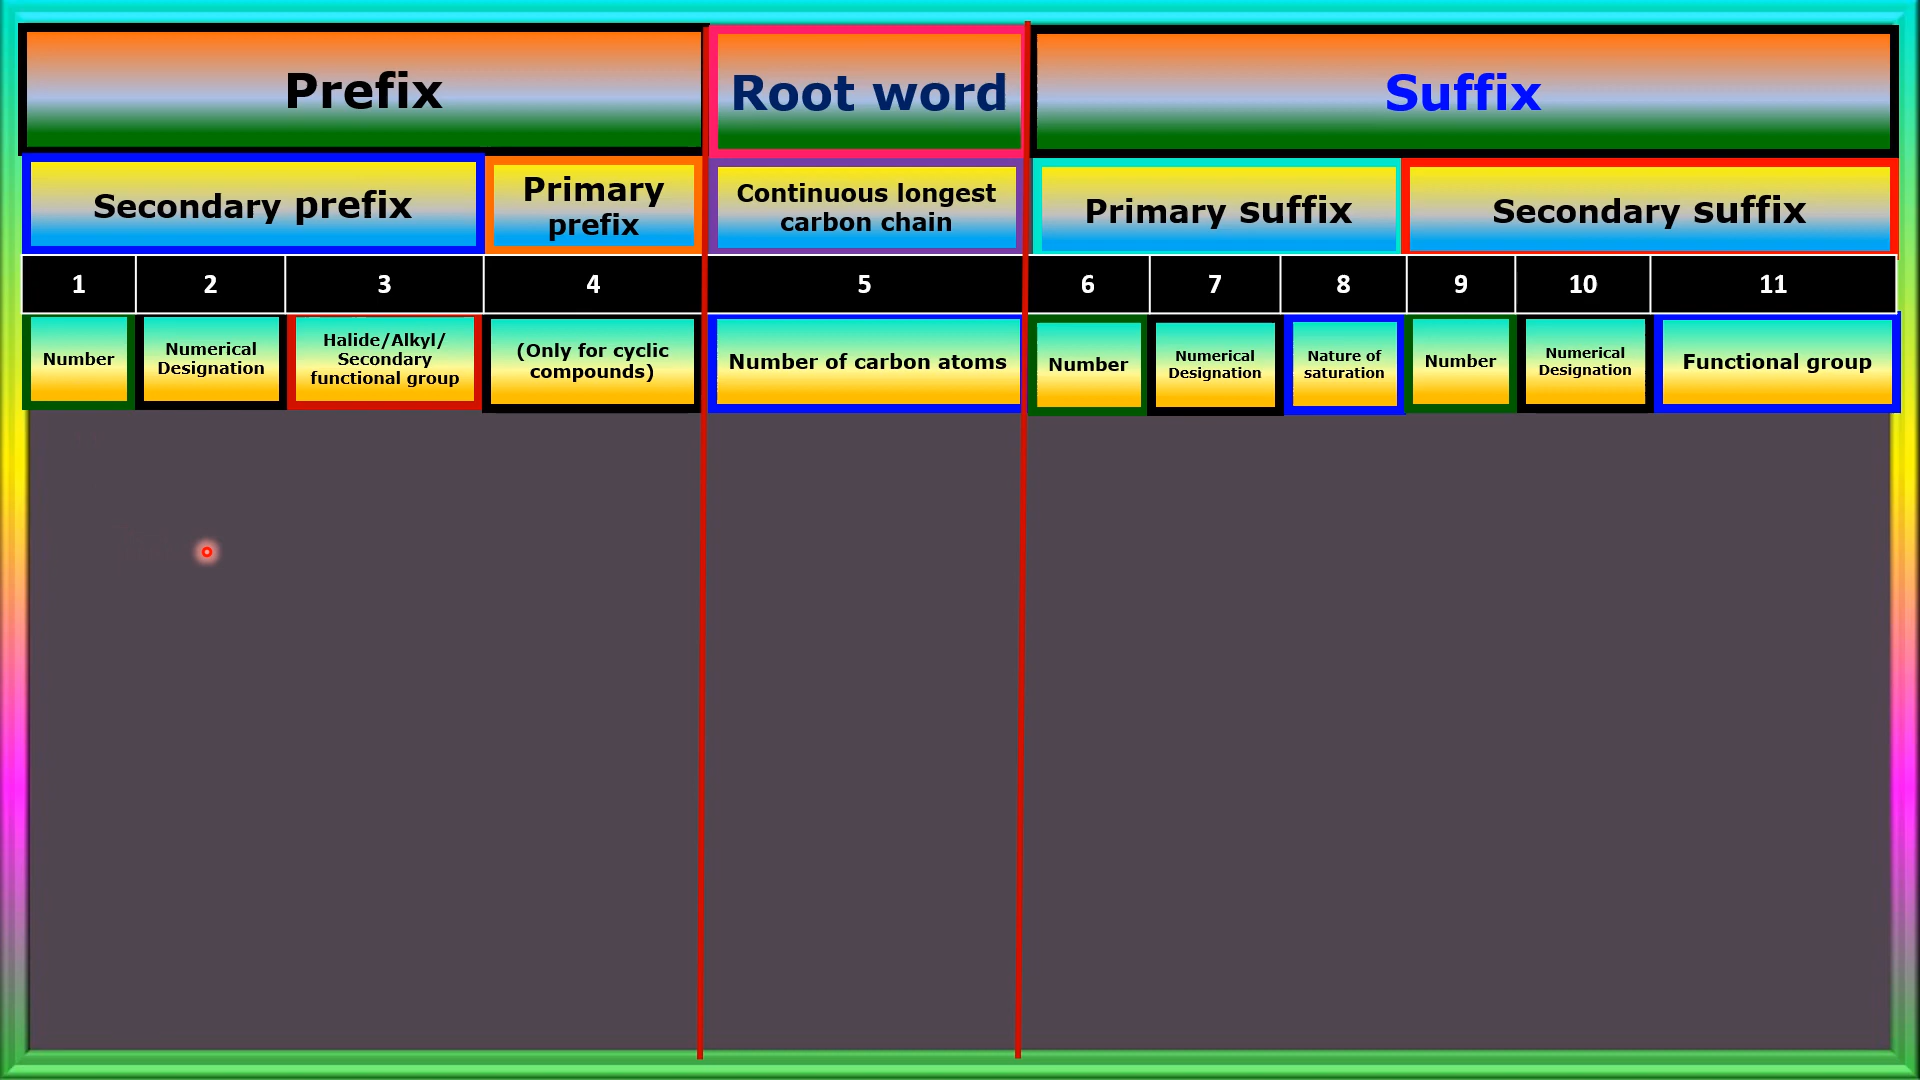 Prefix
Root word
Suffix
Secondary prefix
Primary
prefix
Continuous longest
carbon chain
Primary suffix
Secondary suffix
1
2
3
4
5
6
7
8
9
10
11
Number
Numerical
Designation
Halide/Alkyl/
Secondary
functional group
(Only for cyclic
compounds)
Number of carbon atoms
Number
Numerical
Designation
Nature of
saturation
Number
Numerical
Designation
Functional group